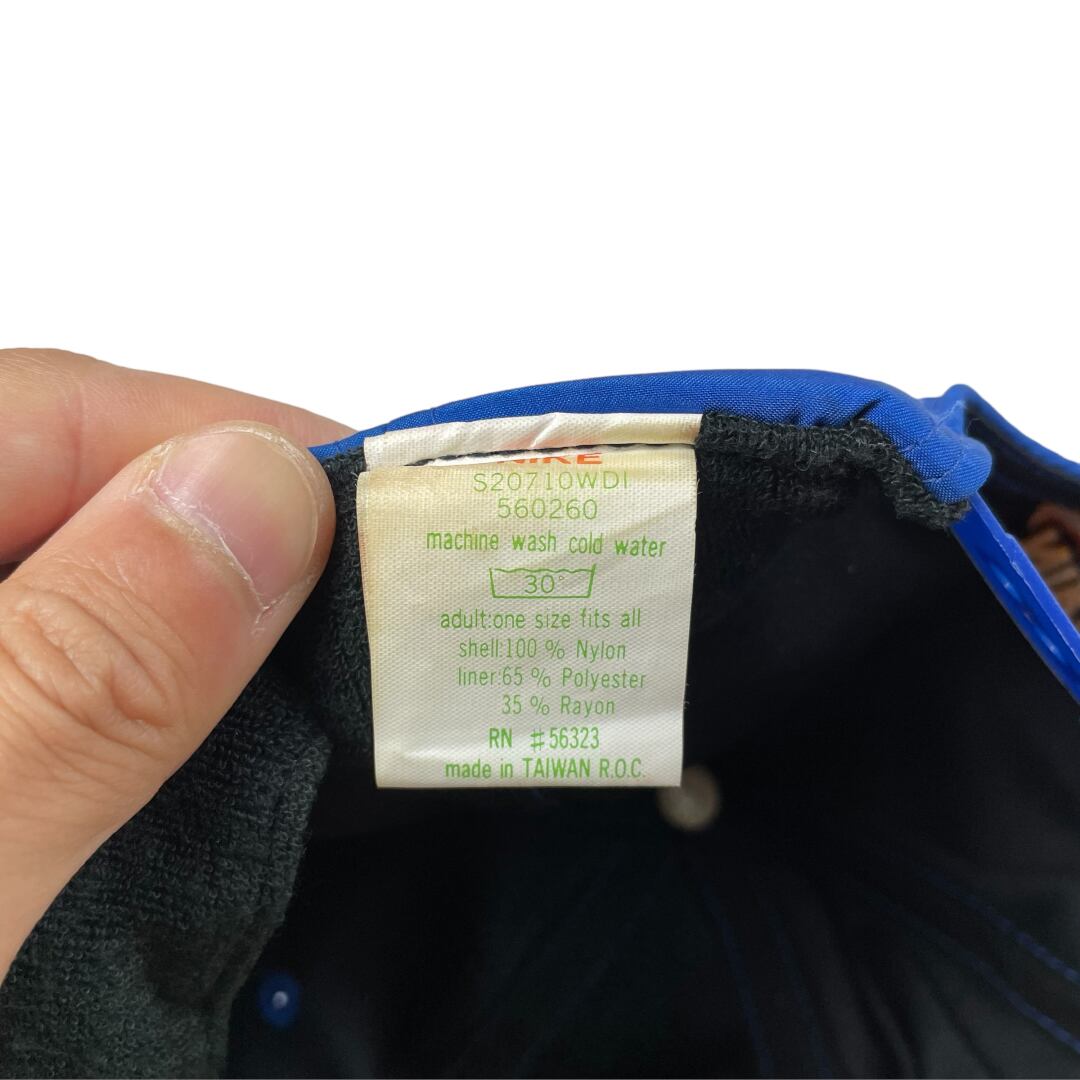 NIKE
S20710WDI
560260
machine wash cold water
30°
adult:one size fits all
shell:100 % Nylon
liner:65 % Polyester
35 % Rayon
RN #56323
made in TAIWAN R.O.C.